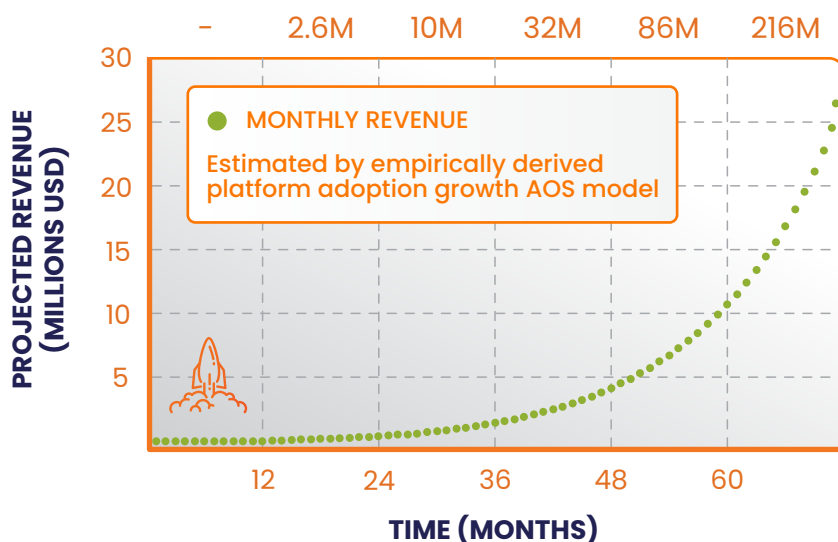 - 2.6M 10M 32M 86M 216M
30
25
20
15
10
5
PROJECTED REVENUE
(MILLIONS USD)
MONTHLY REVENUE
Estimated by empirically derived
platform adoption growth AOS model
12 24 36 48 60
TIME (MONTHS)